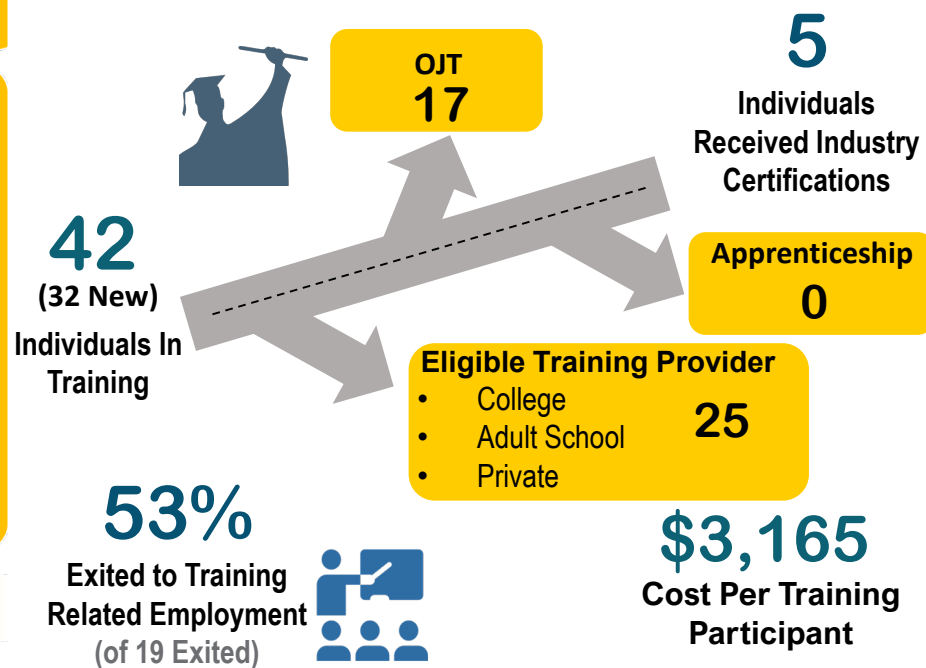 OJT
17
5
Individuals
Received Industry
Certifications
42
(32 New)
Individuals In
Training
Apprenticeship
0
Eligible Training Provider
• College
• Adult School
• Private
25
53%
Exited to Training
Related Employment
(of 19 Exited)
$3,165
Cost Per Training
Participant